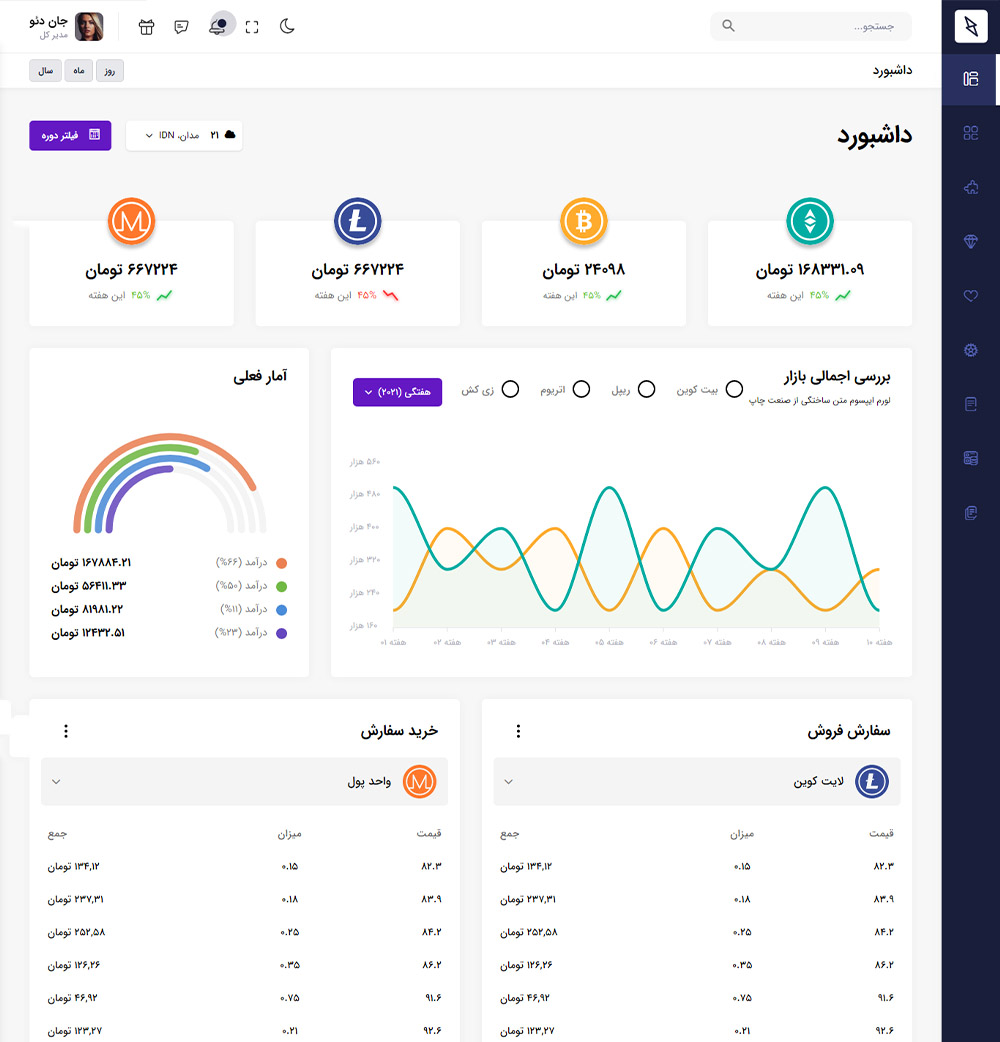 جستجو...
جان دئو
مدیر کل
داشبورد
روز
ماه
سال
داشبورد
۲۱ مدان، IDN
فیلتر دوره
۱۶۸۳۳۱.۰۹ تومان
۴۵% این هفته
۲۴۰۹۸ تومان
۴۵% این هفته
۶۶۷۲۲۴ تومان
۴۵% این هفته
۶۶۷۲۲۴ تومان
۴۵% این هفته
بررسی اجمالی بازار
لورم ایپسوم متن ساختگی از صنعت چاپ
بیت کوین
ریپل
اتریوم
زی کش
هفتگی (۲۰۲۱)
۵۶۰ هزار
۴۸۰ هزار
۴۰۰ هزار
۳۲۰ هزار
۲۴۰ هزار
۱۶۰ هزار
هفته ۰۱
هفته ۰۲
هفته ۰۳
هفته ۰۴
هفته ۰۵
هفته ۰۶
هفته ۰۷
هفته ۰۸
هفته ۰۹
هفته ۱۰
آمار فعلی
درآمد (۶۶%) ۱۶۷۸۸۴.۲۱ تومان
درآمد (۵۰%) ۵۶۴۱۱.۳۳ تومان
درآمد (۱۱%) ۸۱۹۸۱.۲۲ تومان
درآمد (۲۳%) ۱۲۴۳۲.۵۱ تومان
سفارش فروش
لایت کوین
قیمت میزان جمع
۸۲.۳ ۰.۱۵ ۱۳۴,۱۲ تومان
۸۳.۹ ۰.۱۸ ۲۳۷,۳۱ تومان
۸۴.۲ ۰.۲۵ ۲۵۲,۵۸ تومان
۸۶.۲ ۰.۳۵ ۱۲۶,۲۶ تومان
۹۱.۶ ۰.۷۵ ۴۶,۹۲ تومان
۹۲.۶ ۰.۲۱ ۱۲۳,۲۷ تومان
خرید سفارش
واحد پول
قیمت میزان جمع
۸۲.۳ ۰.۱۵ ۱۳۴,۱۲ تومان
۸۳.۹ ۰.۱۸ ۲۳۷,۳۱ تومان
۸۴.۲ ۰.۲۵ ۲۵۲,۵۸ تومان
۸۶.۲ ۰.۳۵ ۱۲۶,۲۶ تومان
۹۱.۶ ۰.۷۵ ۴۶,۹۲ تومان
۹۲.۶ ۰.۲۱ ۱۲۳,۲۷ تومان